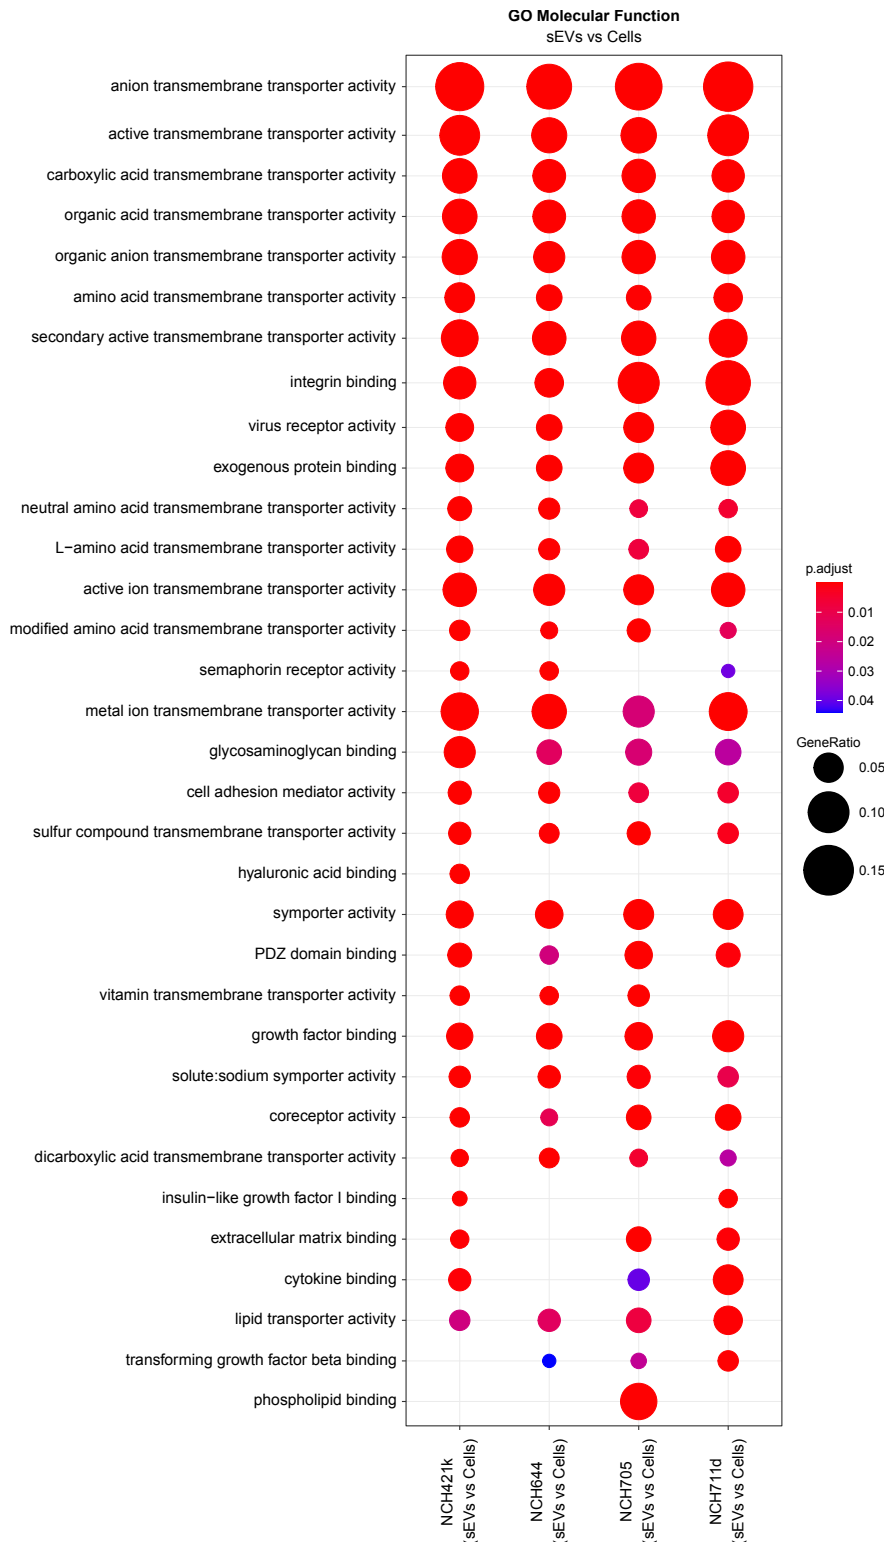 GO Molecular Function
sEVs vs Cells
anion transmembrane transporter activity
active transmembrane transporter activity
carboxylic acid transmembrane transporter activity
organic acid transmembrane transporter activity
organic anion transmembrane transporter activity
amino acid transmembrane transporter activity
secondary active transmembrane transporter activity
integrin binding
virus receptor activity
exogenous protein binding
neutral amino acid transmembrane transporter activity
L−amino acid transmembrane transporter activity
active ion transmembrane transporter activity
modified amino acid transmembrane transporter activity
semaphorin receptor activity
metal ion transmembrane transporter activity
glycosaminoglycan binding
cell adhesion mediator activity
sulfur compound transmembrane transporter activity
hyaluronic acid binding
symporter activity
PDZ domain binding
vitamin transmembrane transporter activity
growth factor binding
solute:sodium symporter activity
coreceptor activity
dicarboxylic acid transmembrane transporter activity
insulin−like growth factor I binding
extracellular matrix binding
cytokine binding
lipid transporter activity
transforming growth factor beta binding
phospholipid binding
NCH421k
(sEVs vs Cells)
NCH644
(sEVs vs Cells)
NCH705
(sEVs vs Cells)
NCH711d
(sEVs vs Cells)
p.adjust
0.01
0.02
0.03
0.04
GeneRatio
0.05
0.10
0.15